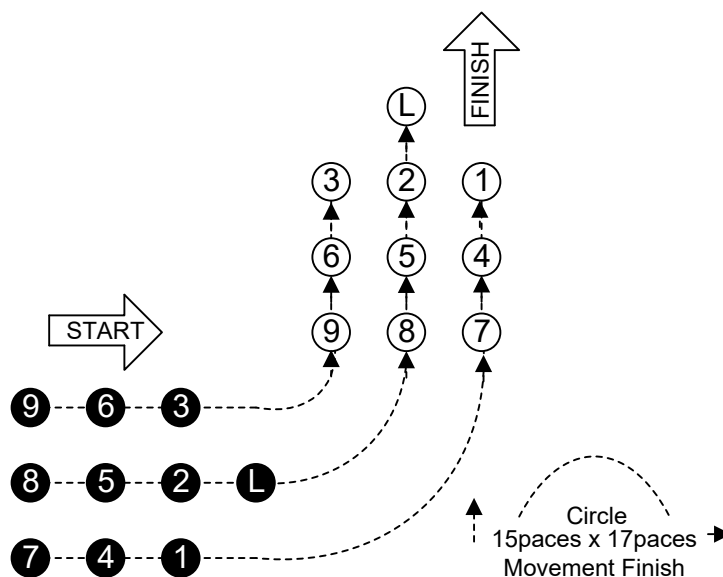 FINISH
L
3 2 1
6 5 4
START
9 8 7
9 6 3
8 5 2 L
7 4 1
Circle
15paces x 17paces
Movement Finish